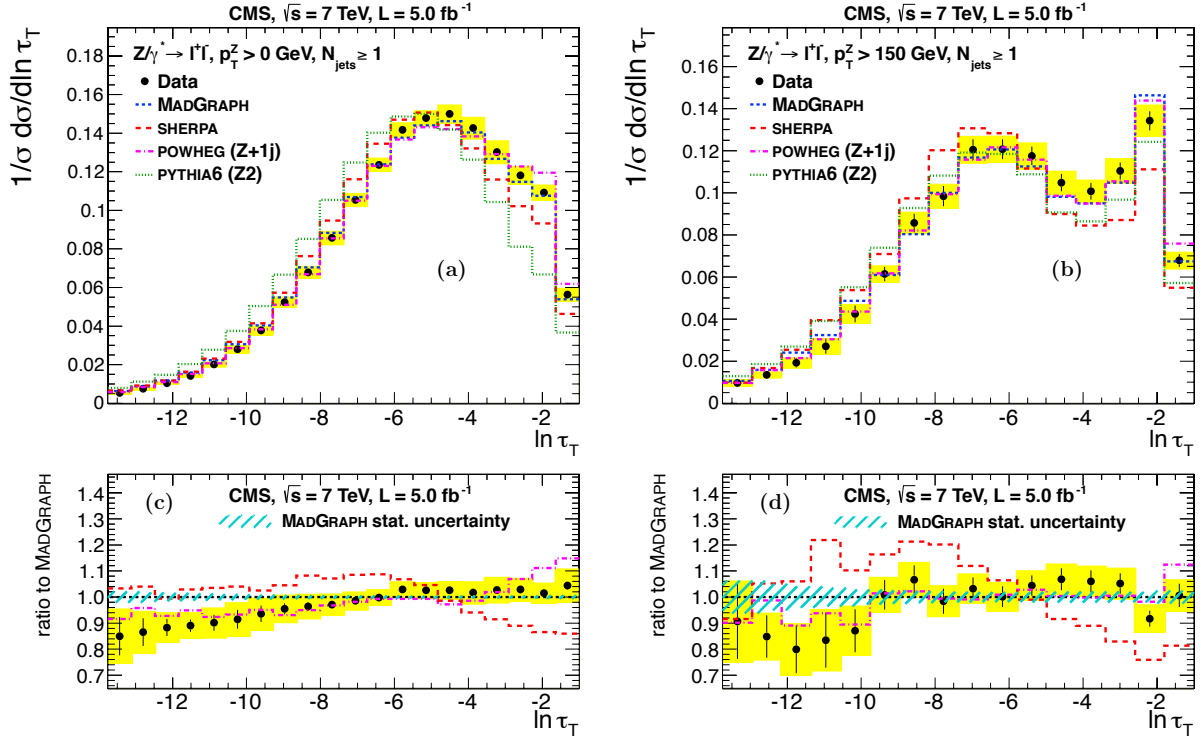 CMS, √s = 7 TeV, L = 5.0 fb⁻¹
1/σ dσ/dln τ_T
Z/γ* → l⁺l⁻, p_T^Z > 0 GeV, N_jets ≥ 1
Data
MADGRAPH
SHERPA
POWHEG (Z+1j)
PYTHIA6 (Z2)
(a)
0.18
0.16
0.14
0.12
0.1
0.08
0.06
0.04
0.02
0
-12 -10 -8 -6 -4 -2
ln τ_T
CMS, √s = 7 TeV, L = 5.0 fb⁻¹
1/σ dσ/dln τ_T
Z/γ* → l⁺l⁻, p_T^Z > 150 GeV, N_jets ≥ 1
Data
MADGRAPH
SHERPA
POWHEG (Z+1j)
PYTHIA6 (Z2)
(b)
0.16
0.14
0.12
0.1
0.08
0.06
0.04
0.02
0
-12 -10 -8 -6 -4 -2
ln τ_T
(c)
CMS, √s = 7 TeV, L = 5.0 fb⁻¹
MADGRAPH stat. uncertainty
ratio to MADGRAPH
1.4
1.3
1.2
1.1
1.0
0.9
0.8
0.7
-12 -10 -8 -6 -4 -2
ln τ_T
(d)
CMS, √s = 7 TeV, L = 5.0 fb⁻¹
MADGRAPH stat. uncertainty
ratio to MADGRAPH
1.4
1.3
1.2
1.1
1.0
0.9
0.8
0.7
-12 -10 -8 -6 -4 -2
ln τ_T